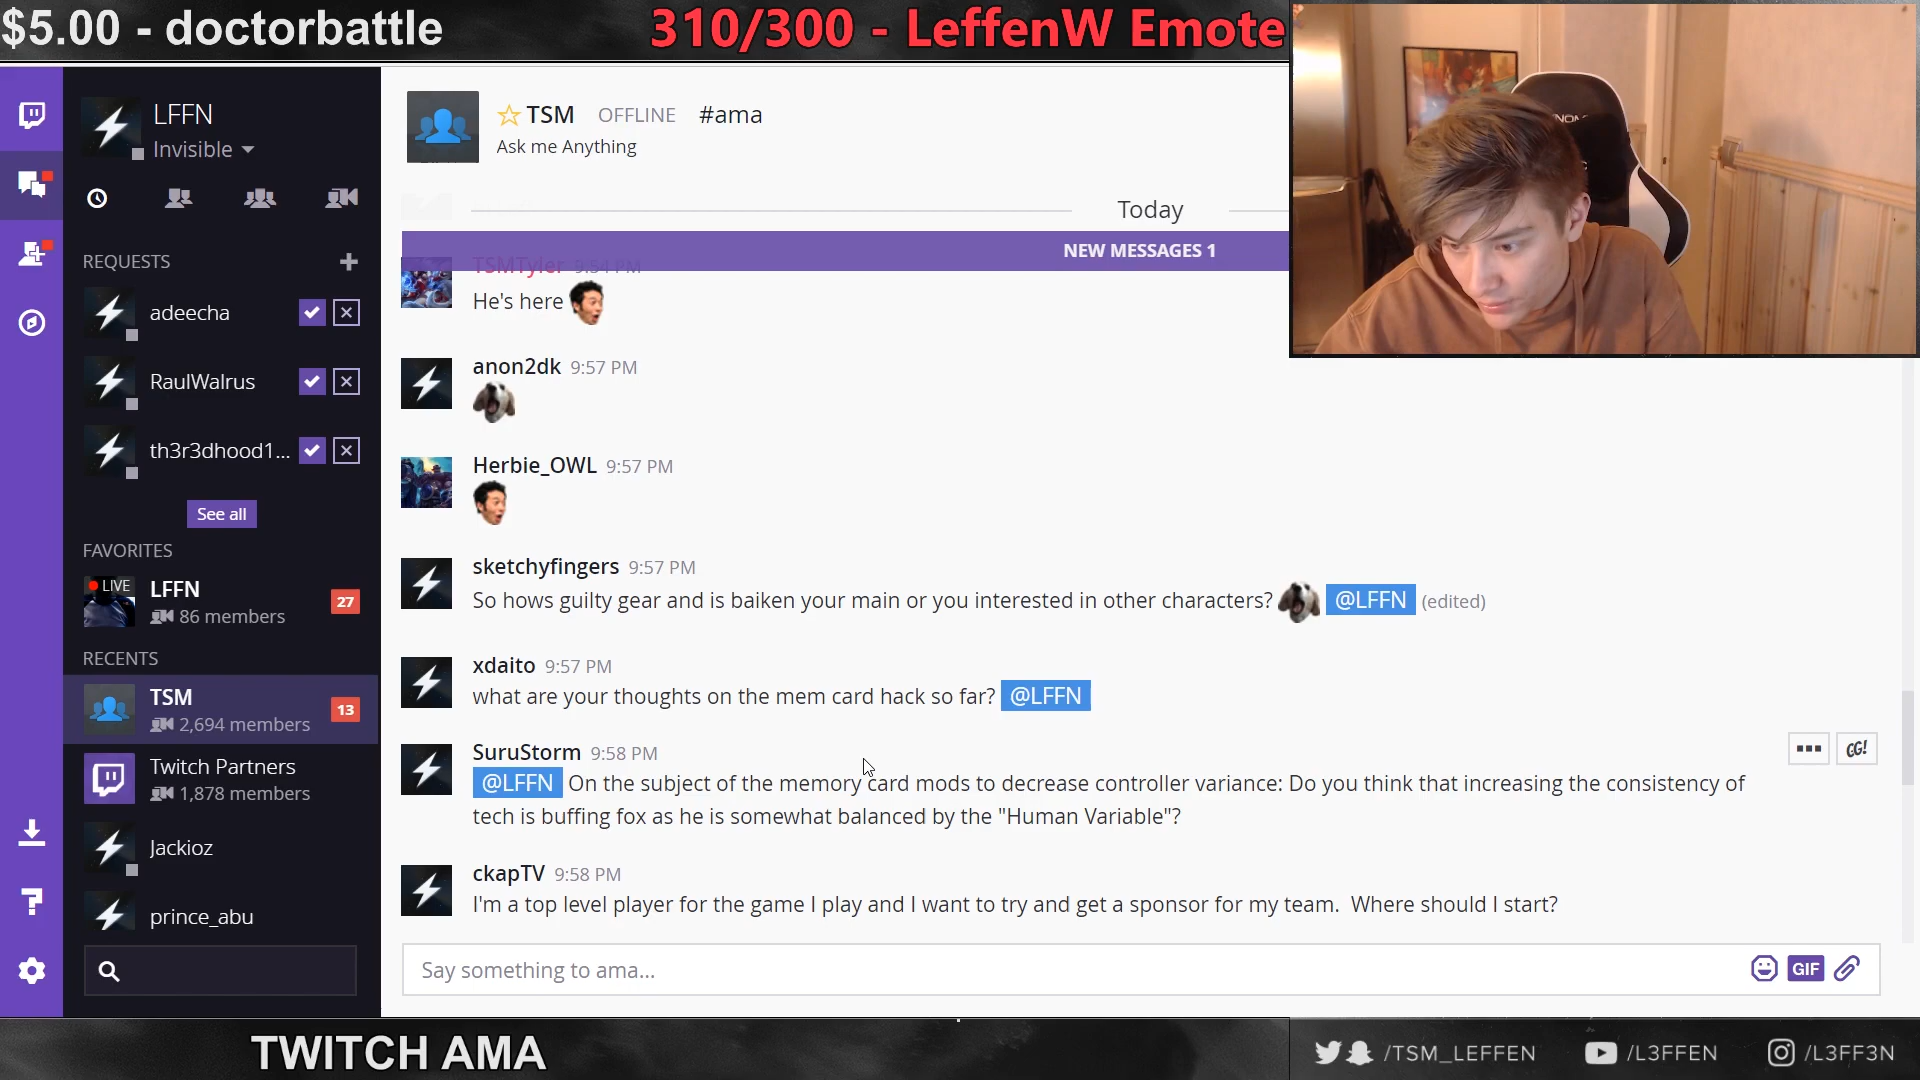 $5.00 - doctorbattle
310/300 - LeffenW Emote
LFFN
Invisible
REQUESTS
adeecha
RaulWalrus
th3r3dhood1...
See all
FAVORITES
LIVE
LFFN
86 members
27
RECENTS
TSM
2,694 members
13
Twitch Partners
1,878 members
Jackioz
prince_abu
TSM OFFLINE #ama
Ask me Anything
Today
NEW MESSAGES 1
TSMTyler 9:54 PM
He's here
anon2dk 9:57 PM
Herbie_OWL 9:57 PM
sketchyfingers 9:57 PM
So hows guilty gear and is baiken your main or you interested in other characters? @LFFN (edited)
xdaito 9:57 PM
what are your thoughts on the mem card hack so far? @LFFN
SuruStorm 9:58 PM
GG!
@LFFN On the subject of the memory card mods to decrease controller variance: Do you think that increasing the consistency of
tech is buffing fox as he is somewhat balanced by the "Human Variable"?
ckapTV 9:58 PM
I'm a top level player for the game I play and I want to try and get a sponsor for my team. Where should I start?
Say something to ama...
GIF
TWITCH AMA
/TSM_LEFFEN
/L3FFEN
/L3FF3N